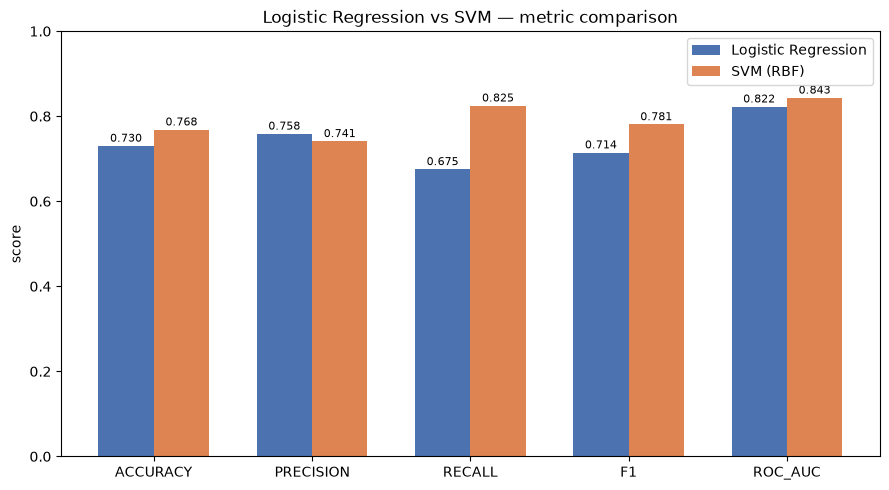 Logistic Regression vs SVM — metric comparison
Logistic Regression
SVM (RBF)
score
1.0
0.8
0.6
0.4
0.2
0.0
0.730
0.768
0.758
0.741
0.675
0.825
0.714
0.781
0.822
0.843
ACCURACY
PRECISION
RECALL
F1
ROC_AUC